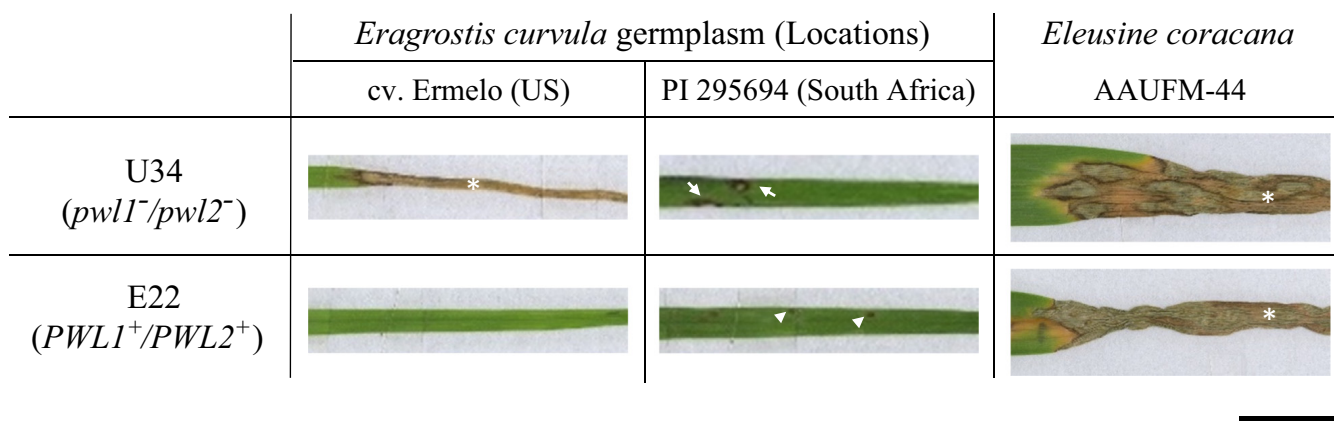 Eragrostis curvula germplasm (Locations)
Eleusine coracana
cv. Ermelo (US)
PI 295694 (South Africa)
AAUFM-44
U34
(pwl1⁻/pwl2⁻)
*
*
E22
(PWL1⁺/PWL2⁺)
*